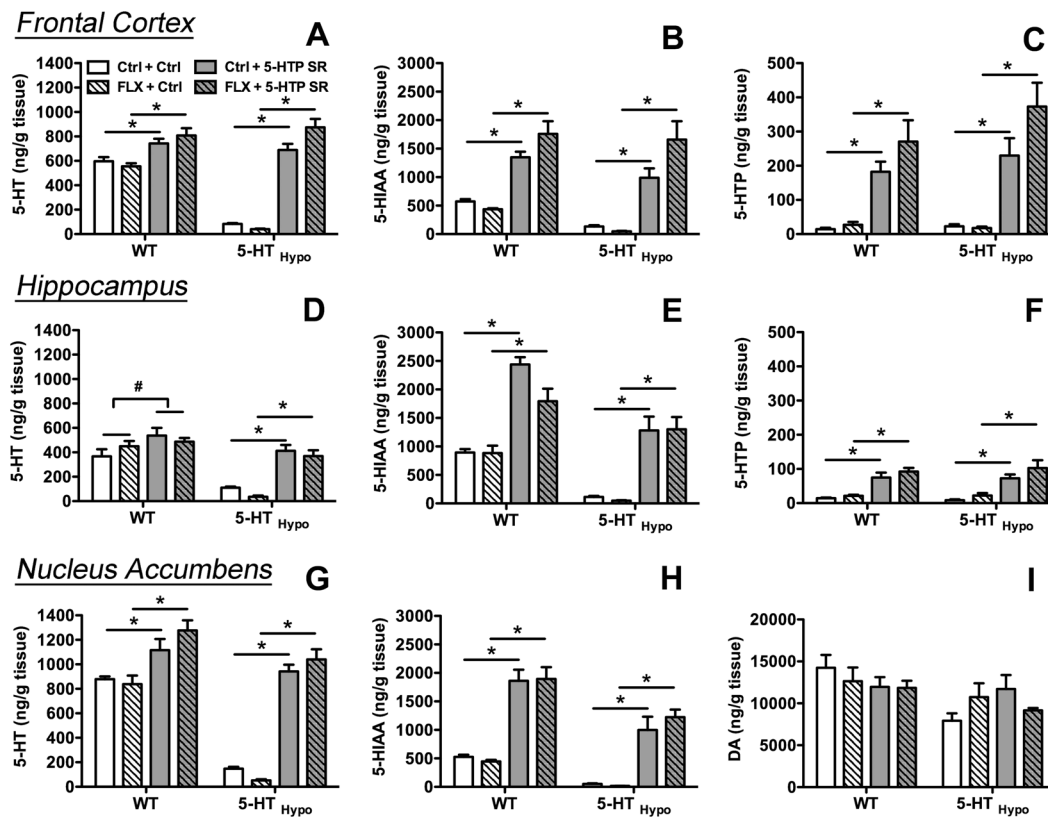 Frontal Cortex
A
B
C
Ctrl + Ctrl
Ctrl + 5-HTP SR
FLX + Ctrl
FLX + 5-HTP SR
5-HT (ng/g tissue)
1400
1200
1000
800
600
400
200
0
* * * *
WT
5-HT Hypo
5-HIAA (ng/g tissue)
3000
2500
2000
1500
1000
500
0
* * * *
WT
5-HT Hypo
5-HTP (ng/g tissue)
500
400
300
200
100
0
* * * *
WT
5-HT Hypo
Hippocampus
D
E
F
5-HT (ng/g tissue)
1400
1200
1000
800
600
400
200
0
# * *
WT
5-HT Hypo
5-HIAA (ng/g tissue)
3000
2500
2000
1500
1000
500
0
* * * *
WT
5-HT Hypo
5-HTP (ng/g tissue)
500
400
300
200
100
0
* * * *
WT
5-HT Hypo
Nucleus Accumbens
G
H
I
5-HT (ng/g tissue)
1400
1200
1000
800
600
400
200
0
* * * *
WT
5-HT Hypo
5-HIAA (ng/g tissue)
3000
2500
2000
1500
1000
500
0
* * * *
WT
5-HT Hypo
DA (ng/g tissue)
20000
15000
10000
5000
0
WT
5-HT Hypo